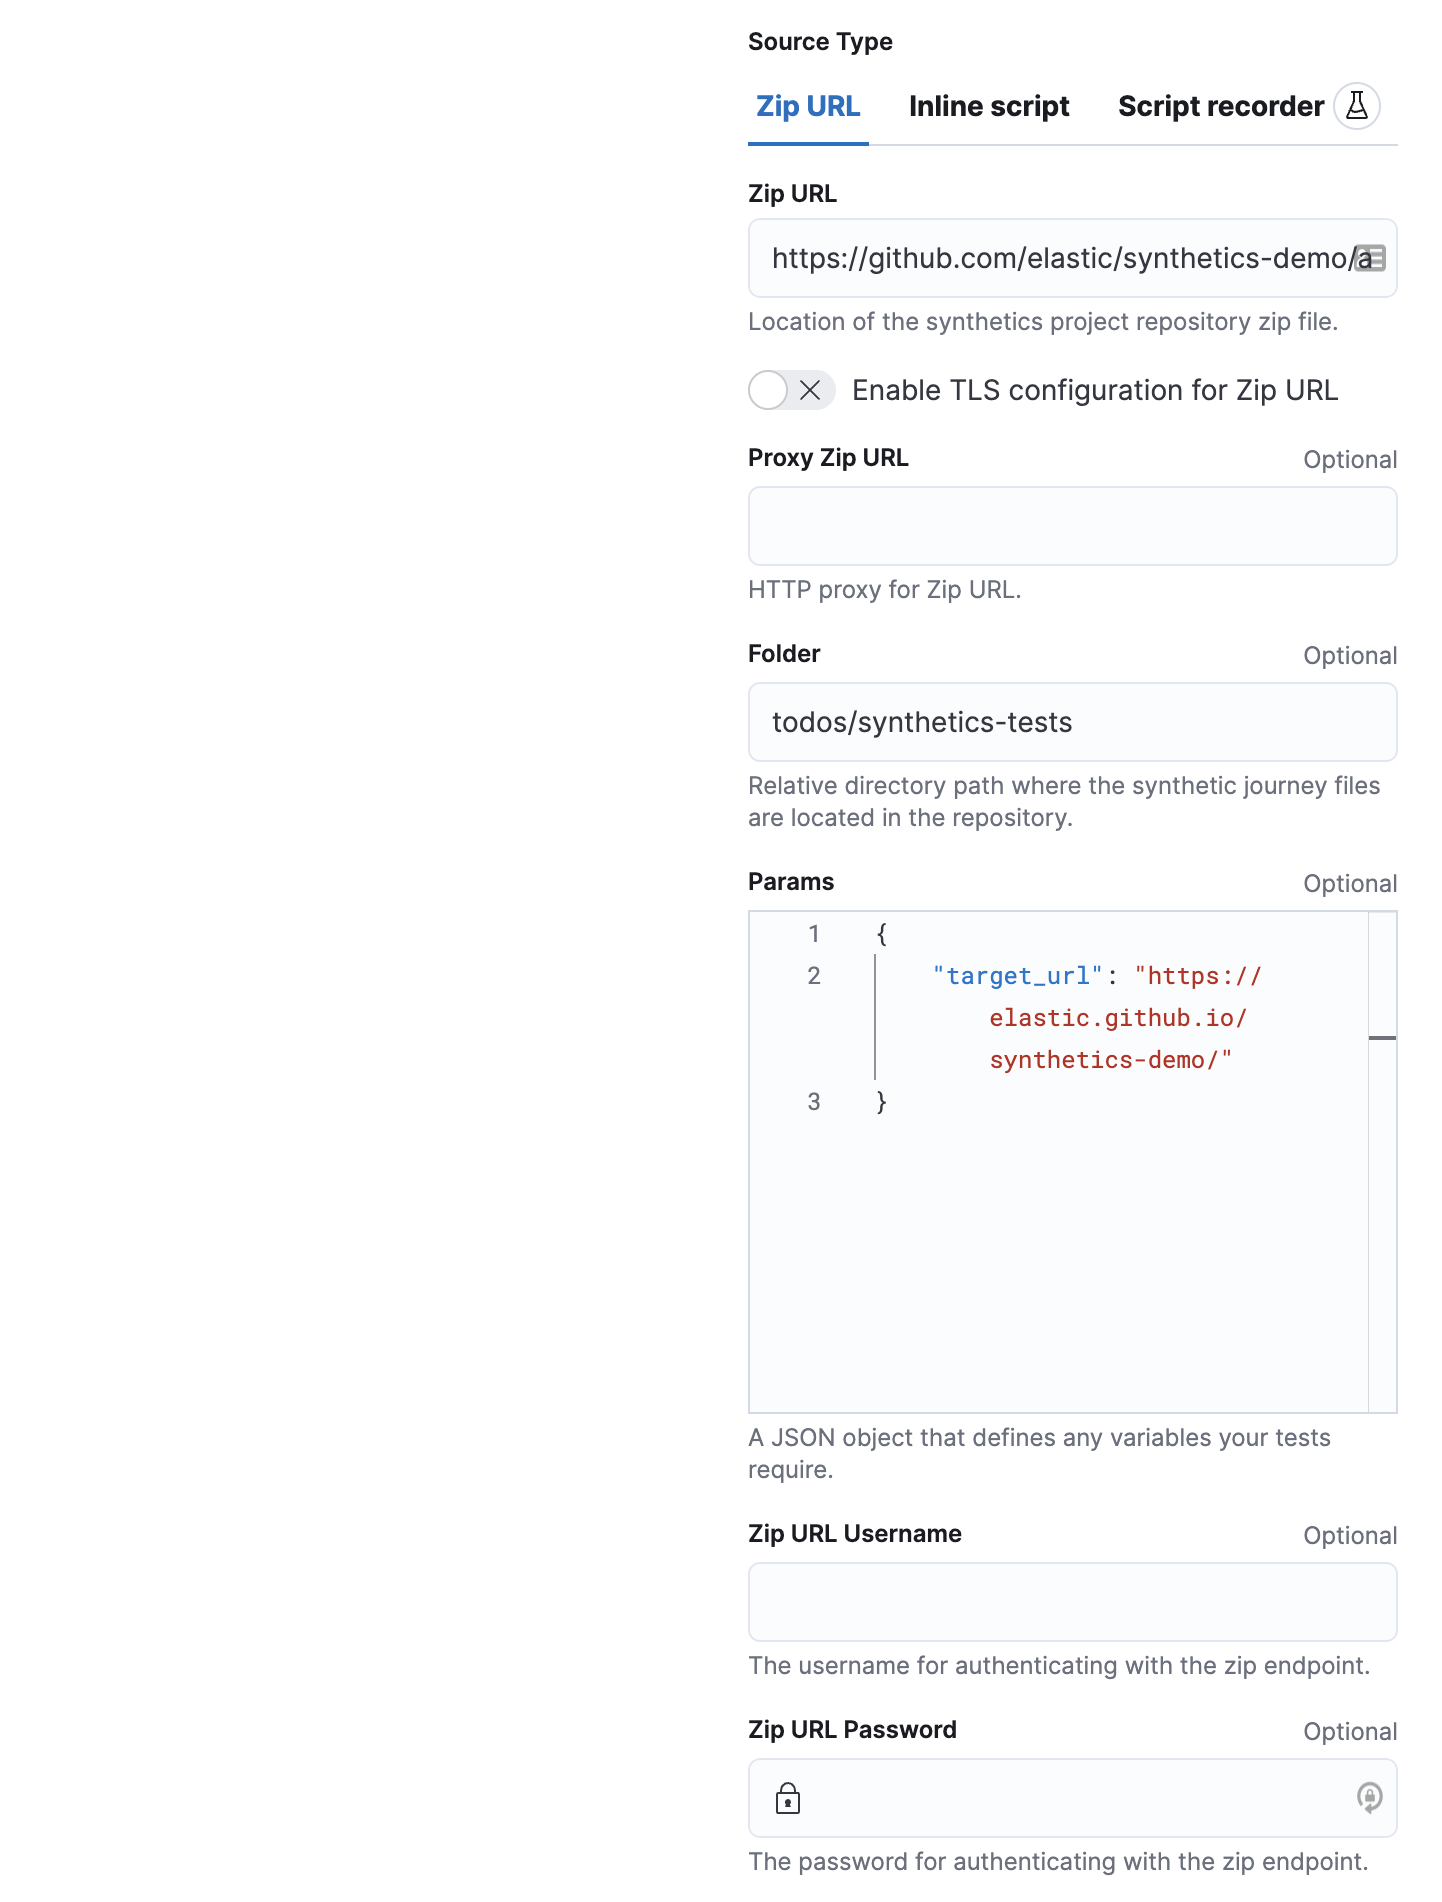 Source Type
Zip URL Inline script Script recorder
Zip URL
https://github.com/elastic/synthetics-demo/a
Location of the synthetics project repository zip file.
Enable TLS configuration for Zip URL
Proxy Zip URL Optional
HTTP proxy for Zip URL.
Folder Optional
todos/synthetics-tests
Relative directory path where the synthetic journey files
are located in the repository.
Params Optional
1 {
2 "target_url": "https://
elastic.github.io/
synthetics-demo/"
3 }
A JSON object that defines any variables your tests
require.
Zip URL Username Optional
The username for authenticating with the zip endpoint.
Zip URL Password Optional
The password for authenticating with the zip endpoint.